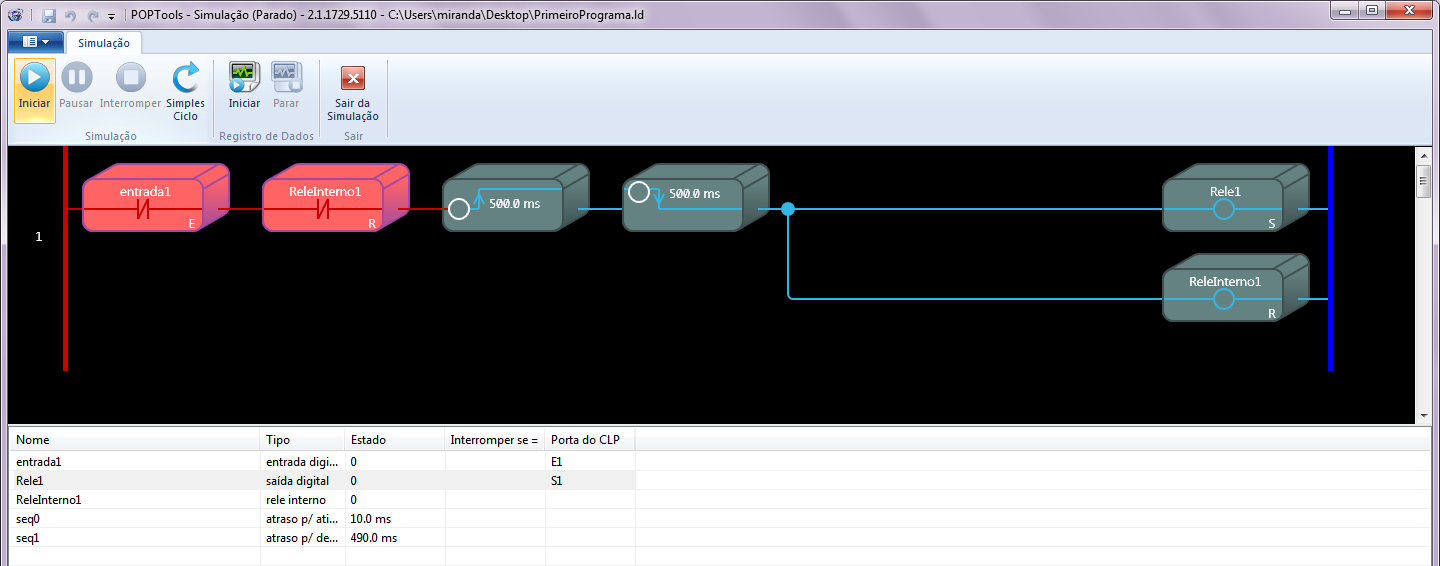 POPTools - Simulação (Parado) - 2.1.1729.5110 - C:\Users\miranda\Desktop\PrimeiroPrograma.ld
Simulação
Iniciar Pausar Interromper Simples Ciclo Iniciar Parar Sair da Simulação
Simulação Registro de Dados Sair
entrada1 ReleInterno1 500.0 ms 500.0 ms Rele1
E R S
1
ReleInterno1
R
Nome Tipo Estado Interromper se = Porta do CLP
entrada1 entrada digi... 0 E1
Rele1 saída digital 0 S1
ReleInterno1 rele interno 0
seq0 atraso p/ ati... 10.0 ms
seq1 atraso p/ de... 490.0 ms